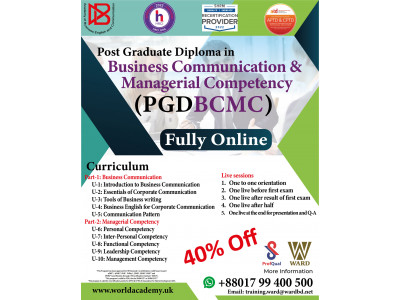 RECERTIFICATION
PROVIDER
Post Graduate Diploma in
Business Communication &
Managerial Competency
(PGDBCMC)
Fully Online
Curriculum
Part-1: Business Communication
U-1: Introduction to Business Communication
U-2: Essentials of Corporate Communication
U-3: Tools of Business writing
U-4: Business English for Corporate Communication
U-5: Communication Pattern
Part-2: Managerial Competency
U-6: Personal Competency
U-7: Inter-Personal Competency
U-8: Functional Competency
U-9: Leadership Competency
U-10: Management Competency
Live sessions
1. One to one orientation
2. One live before first exam
3. One live after result of first exam
4. One live after half
5. One live at the end for presentation and Q-A
40% Off
ProfQual
WARD
More Information
+88017 99 400 500
www.worldacademy.uk
Email: training.ward@wardbd.net